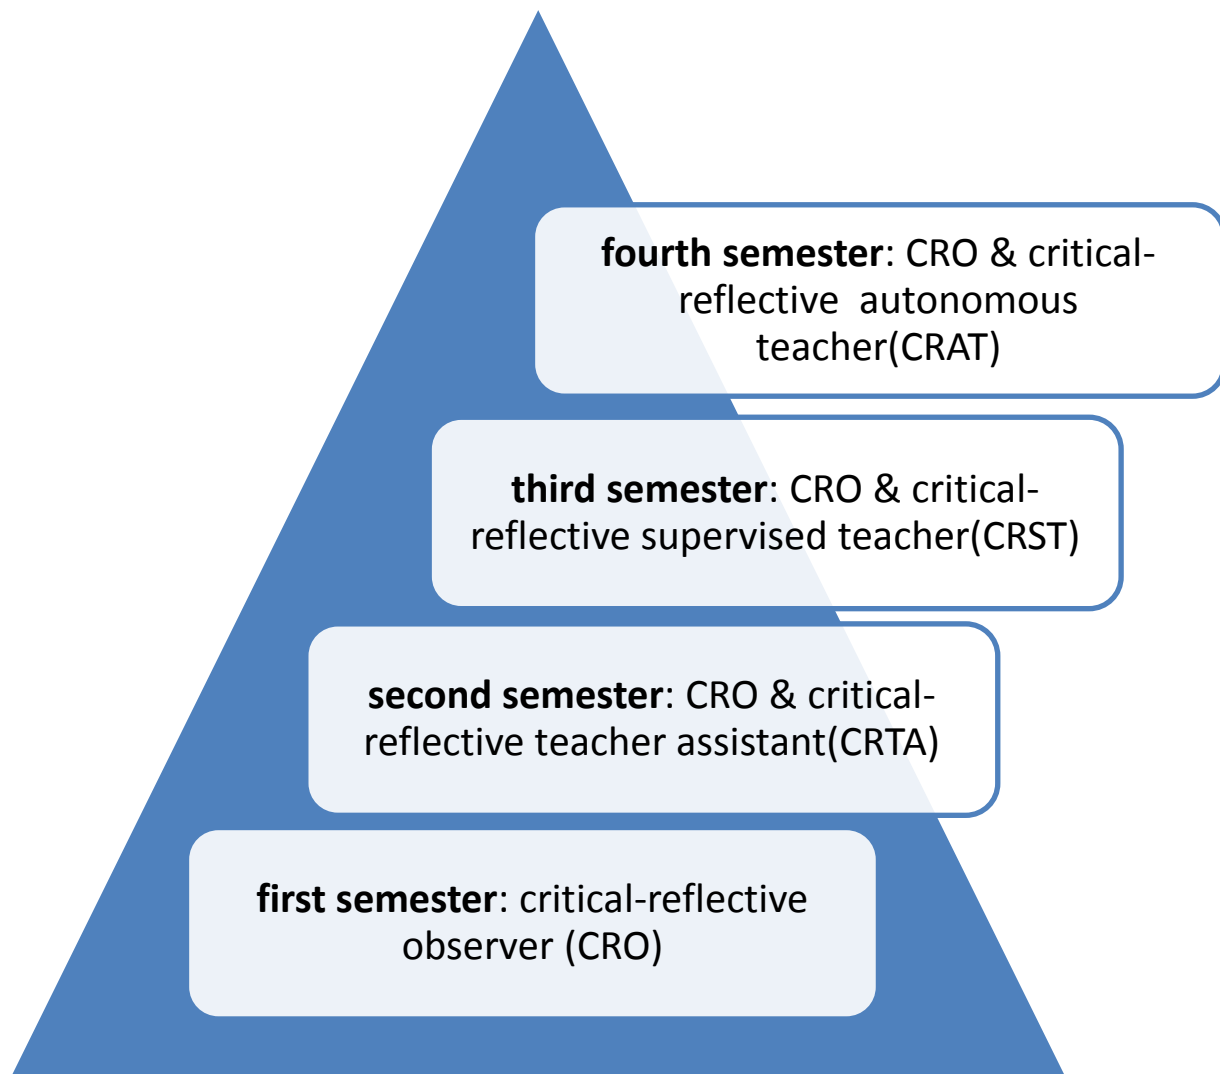 fourth semester: CRO & critical-
reflective  autonomous
teacher(CRAT)
third semester: CRO & critical-
reflective supervised teacher(CRST)
second semester: CRO & critical-
reflective teacher assistant(CRTA)
first semester: critical-reflective
observer (CRO)